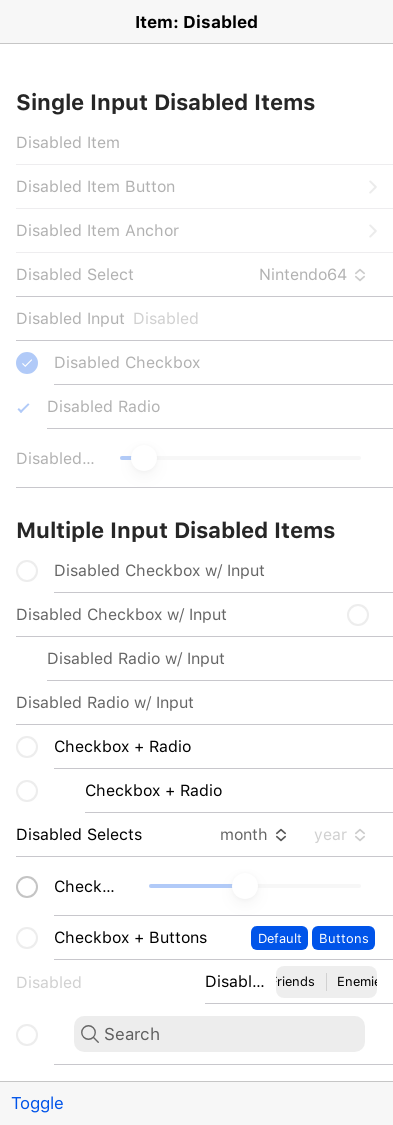 Item: Disabled
Single Input Disabled Items
Disabled Item
Disabled Item Button
Disabled Item Anchor
Disabled Select Nintendo64
Disabled Input Disabled
Disabled Checkbox
Disabled Radio
Disabled...
Multiple Input Disabled Items
Disabled Checkbox w/ Input
Disabled Checkbox w/ Input
Disabled Radio w/ Input
Disabled Radio w/ Input
Checkbox + Radio
Checkbox + Radio
Disabled Selects month year
Check...
Checkbox + Buttons Default Buttons
Disabled Disabl... riends Enemie
Search
Toggle